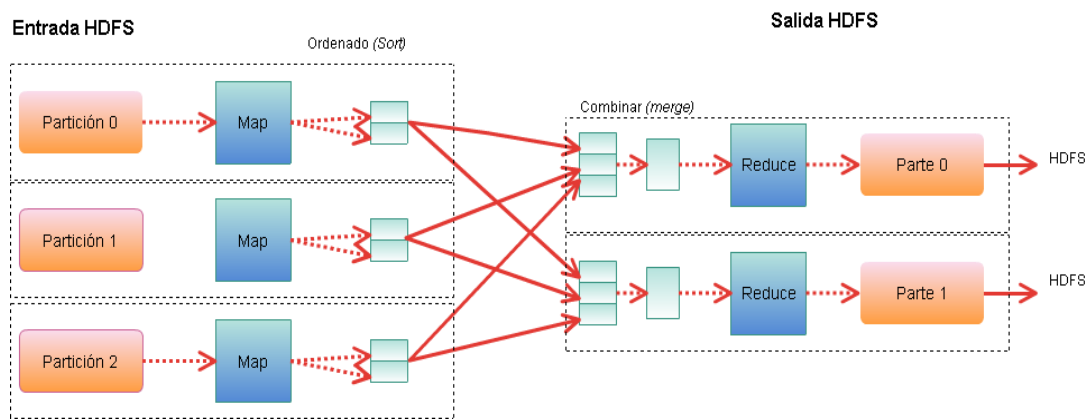 Entrada HDFS
Salida HDFS
Ordenado (Sort)
Combinar (merge)
Partición 0
Map
Reduce
Parte 0
HDFS
Partición 1
Map
Reduce
Parte 1
HDFS
Partición 2
Map